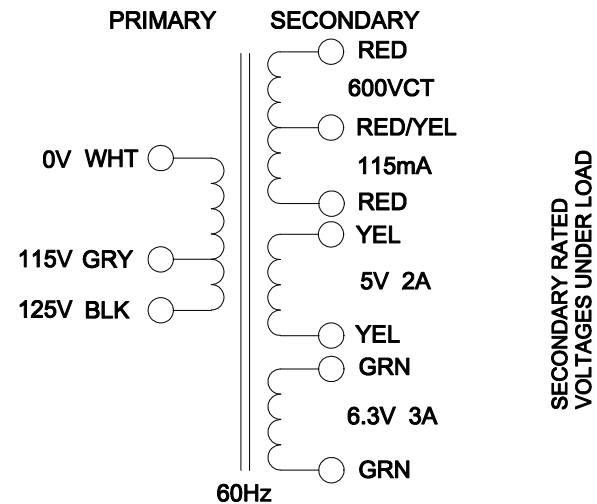 PRIMARY
SECONDARY
0V WHT
115V GRY
125V BLK
RED
600VCT
RED/YEL
115mA
RED
YEL
5V 2A
YEL
GRN
6.3V 3A
GRN
60Hz
SECONDARY RATED
VOLTAGES UNDER LOAD